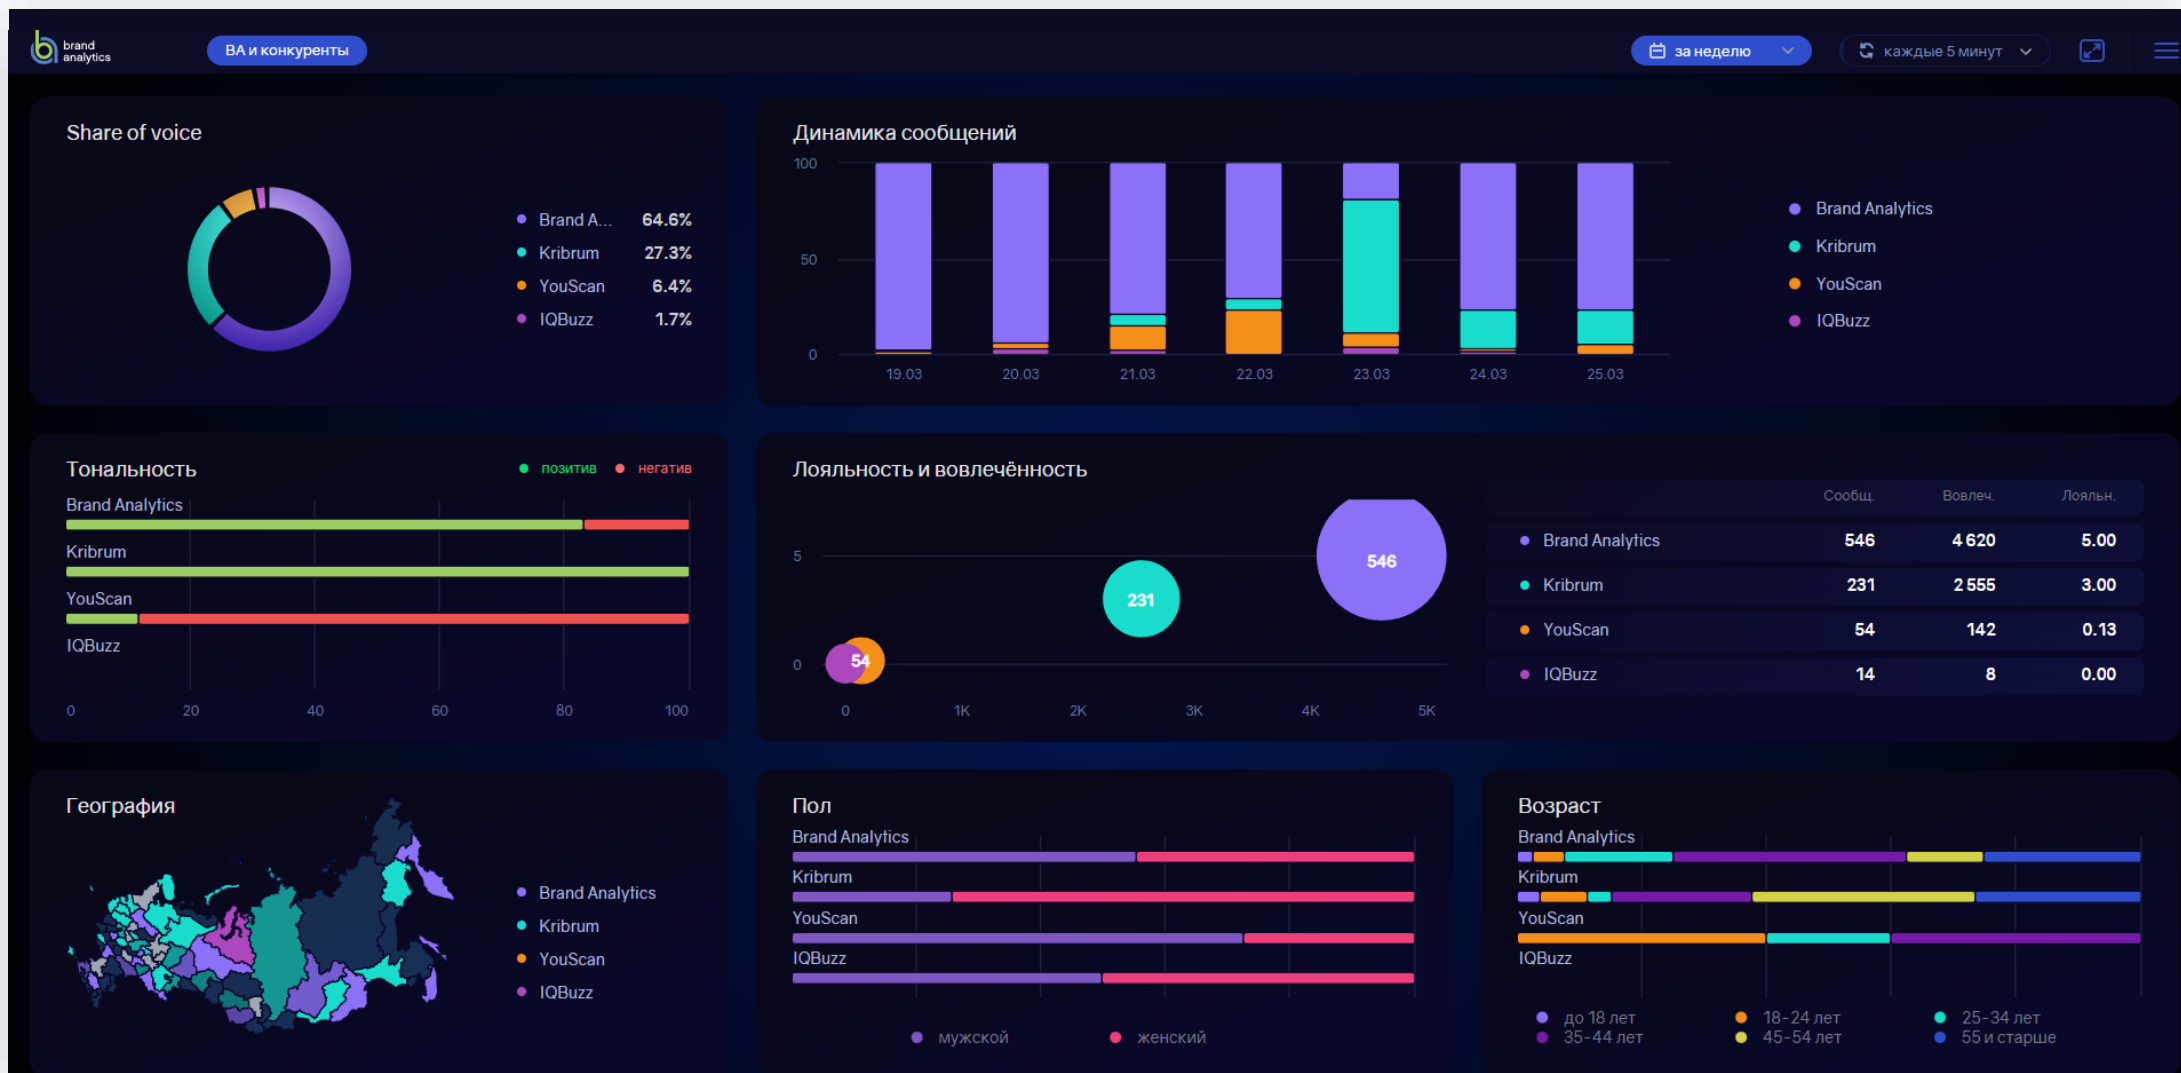 brand
analytics
ВА и конкуренты
за неделю
каждые 5 минут
Share of voice
Brand A... 64.6%
Kribrum 27.3%
YouScan 6.4%
IQBuzz 1.7%
Динамика сообщений
100
50
0
19.03 20.03 21.03 22.03 23.03 24.03 25.03
Brand Analytics
Kribrum
YouScan
IQBuzz
Тональность
позитив негатив
Brand Analytics
Kribrum
YouScan
IQBuzz
0 20 40 60 80 100
Лояльность и вовлечённость
5
0
546
231
54
0 1K 2K 3K 4K 5K
Сообщ. Вовлеч. Лояльн.
Brand Analytics 546 4 620 5.00
Kribrum 231 2 555 3.00
YouScan 54 142 0.13
IQBuzz 14 8 0.00
География
Brand Analytics
Kribrum
YouScan
IQBuzz
Пол
Brand Analytics
Kribrum
YouScan
IQBuzz
мужской женский
Возраст
Brand Analytics
Kribrum
YouScan
IQBuzz
до 18 лет 18-24 лет 25-34 лет
35-44 лет 45-54 лет 55 и старше